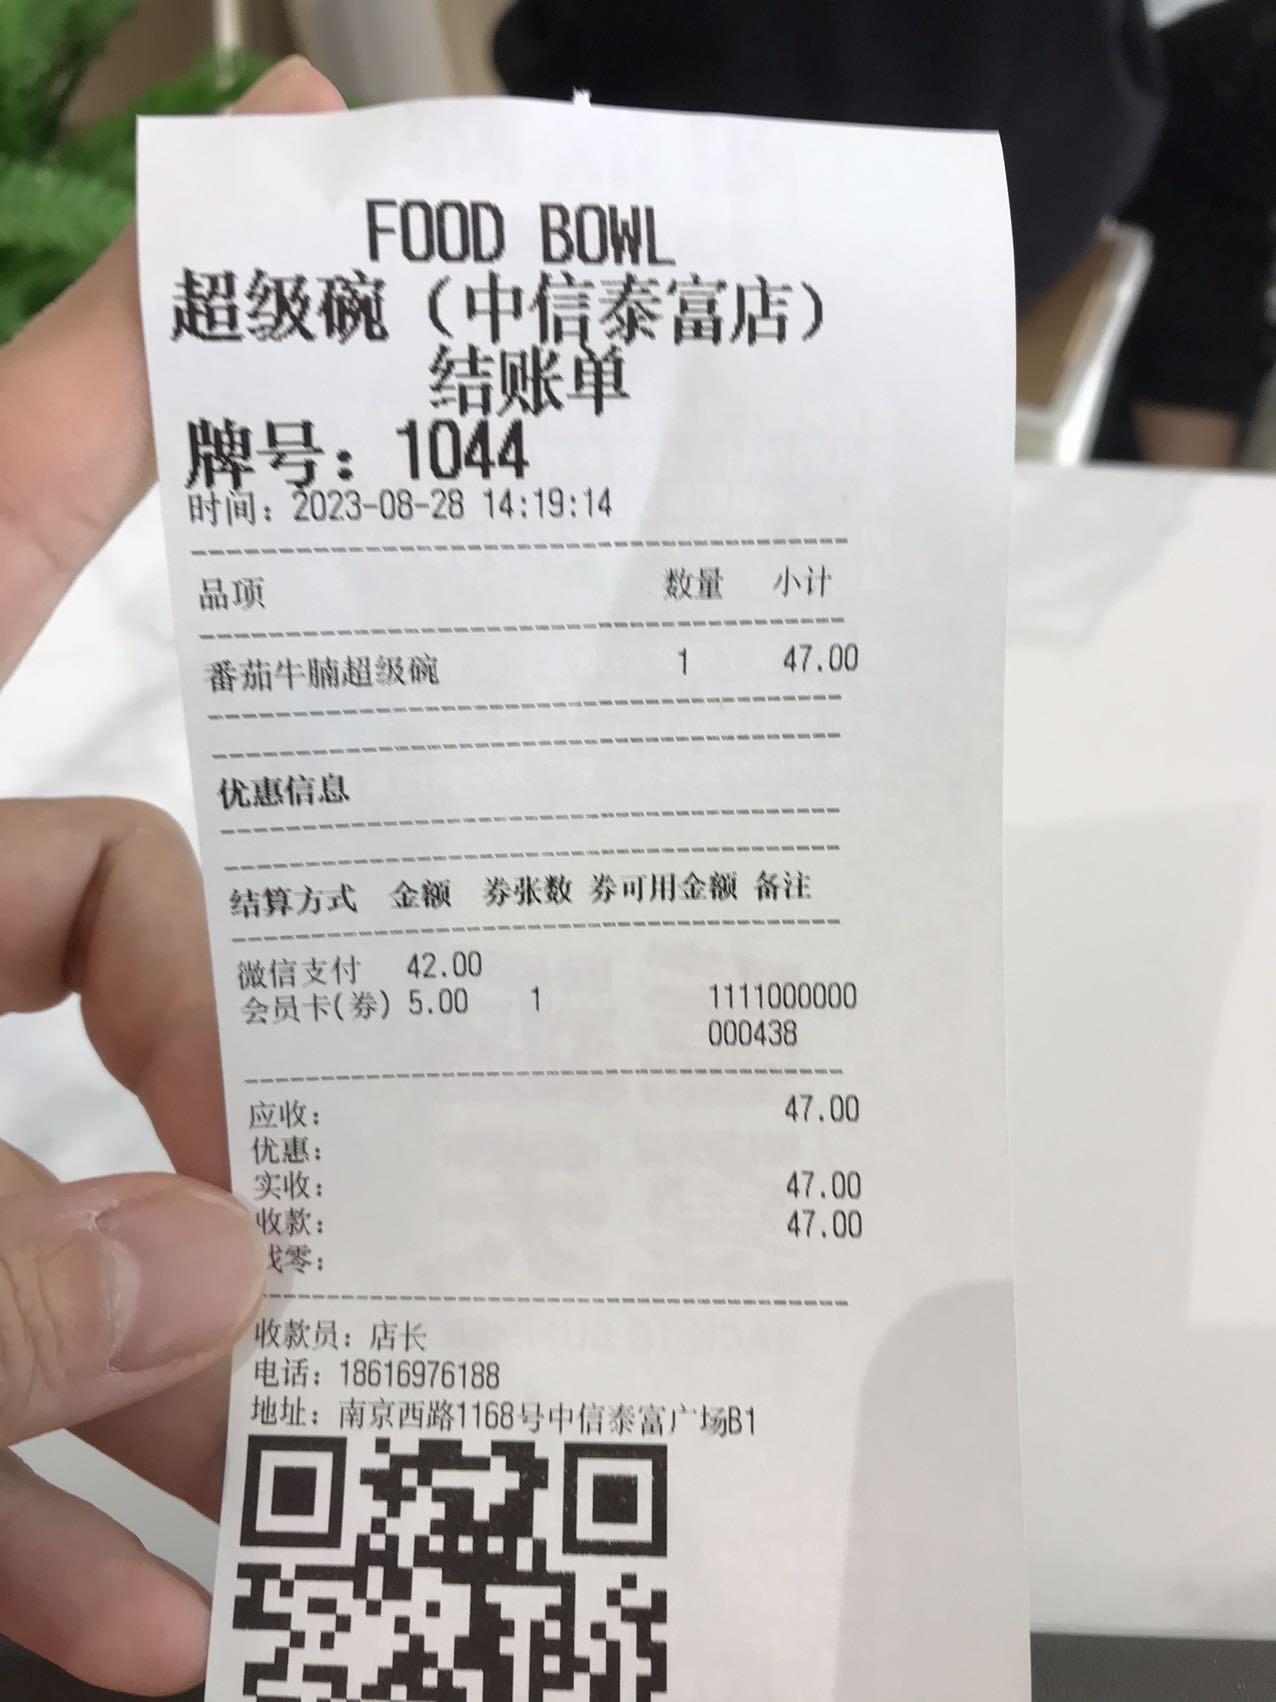 FOOD BOWL
超级碗（中信泰富店）
结账单
牌号：1044
时间：2023-08-28 14:19:14
品项 数量 小计
番茄牛腩超级碗 1 47.00
优惠信息
结算方式 金额 券张数 券可用金额 备注
微信支付 42.00
会员卡(券) 5.00 1 1111000000
000438
应收： 47.00
优惠：
实收： 47.00
收款： 47.00
找零：
收款员：店长
电话：18616976188
地址：南京西路1168号中信泰富广场B1